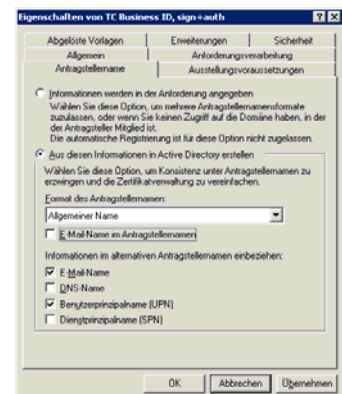 Eigenschaften von TC Business ID, sign+auth
Abgelöste Vorlagen Erweiterungen Sicherheit
Allgemein Anforderungsverarbeitung
Antragstellername Ausstellungsvoraussetzungen
Informationen werden in der Anforderung angegeben
Wählen Sie diese Option, um mehrere Antragstellernamensformate
zuzulassen, oder wenn Sie keinen Zugriff auf die Domäne haben, in der
der Antragsteller Mitglied ist.
Die automatische Registrierung ist für diese Option nicht zugelassen.
Aus diesen Informationen in Active Directory erstellen
Wählen Sie diese Option, um Konsistenz unter Antragstellernamen zu
erzwingen und die Zertifikatverwaltung zu vereinfachen.
Format des Antragstellernamen:
Allgemeiner Name
E-Mail-Name im Antragstellernamen
Informationen im alternativen Antragstellernamen einbeziehen:
E-Mail-Name
DNS-Name
Benutzerprinzipalname (UPN)
Dienstprinzipalname (SPN)
OK Abbrechen Übernehmen